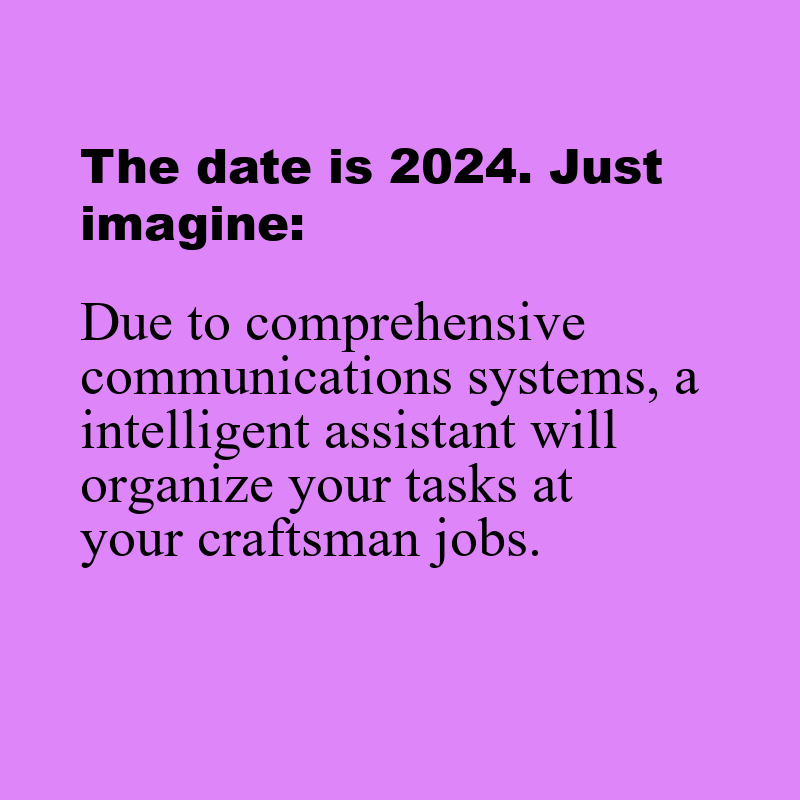 The date is 2024. Just
imagine:
Due to comprehensive
communications systems, a
intelligent assistant will
organize your tasks at
your craftsman jobs.